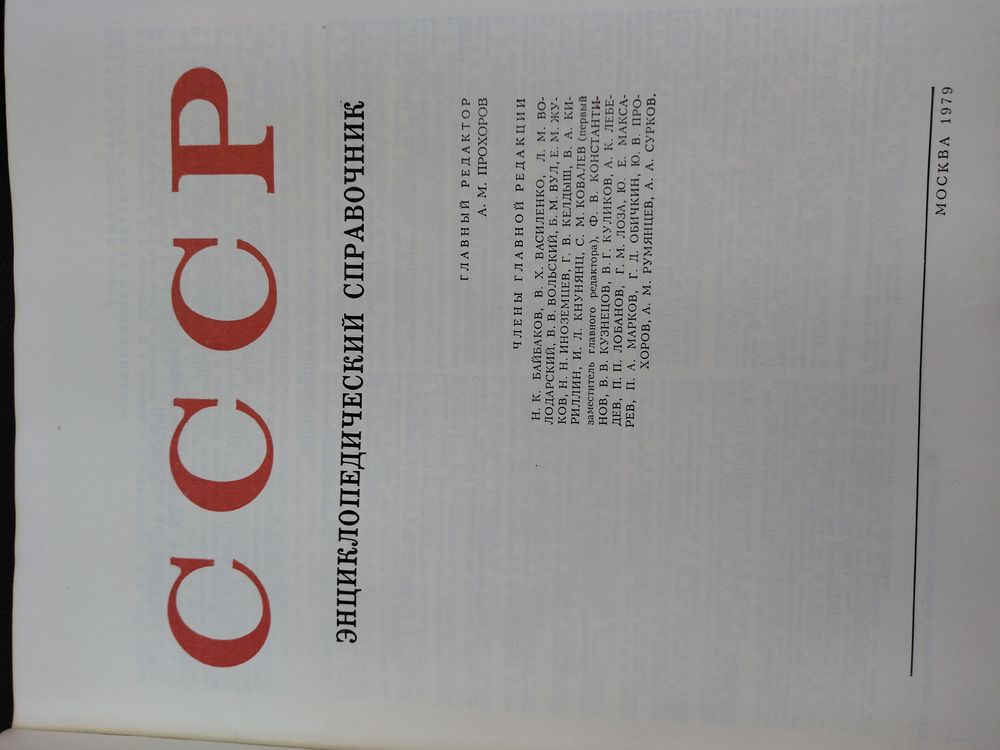 СССР
ЭНЦИКЛОПЕДИЧЕСКИЙ СПРАВОЧНИК
ГЛАВНЫЙ РЕДАКТОР
А. М. ПРОХОРОВ
ЧЛЕНЫ ГЛАВНОЙ РЕДАКЦИИ
Н. К. БАЙБАКОВ, В. Х. ВАСИЛЕНКО, Л. М. ВО-
ЛОДАРСКИЙ, В. В. ВОЛЬСКИЙ, Б. М. ВУЛ, Е. М. ЖУ-
КОВ, Н. Н. ИНОЗЕМЦЕВ, Г. В. КЕЛДЫШ, В. А. КИ-
РИЛЛИН, И. Л. КНУНЯНЦ, С. М. КОВАЛЕВ (первый
заместитель главного редактора), Ф. В. КОНСТАНТИ-
НОВ, В. В. КУЗНЕЦОВ, В. Г. КУЛИКОВ, А. К. ЛЕБЕ-
ДЕВ, П. П. ЛОБАНОВ, Г. М. ЛОЗА, Ю. Е. МАКСА-
РЕВ, П. А. МАРКОВ, Г. Д. ОБИЧКИН, Ю. В. ПРО-
ХОРОВ, А. М. РУМЯНЦЕВ, А. А. СУРКОВ.
МОСКВА 1979